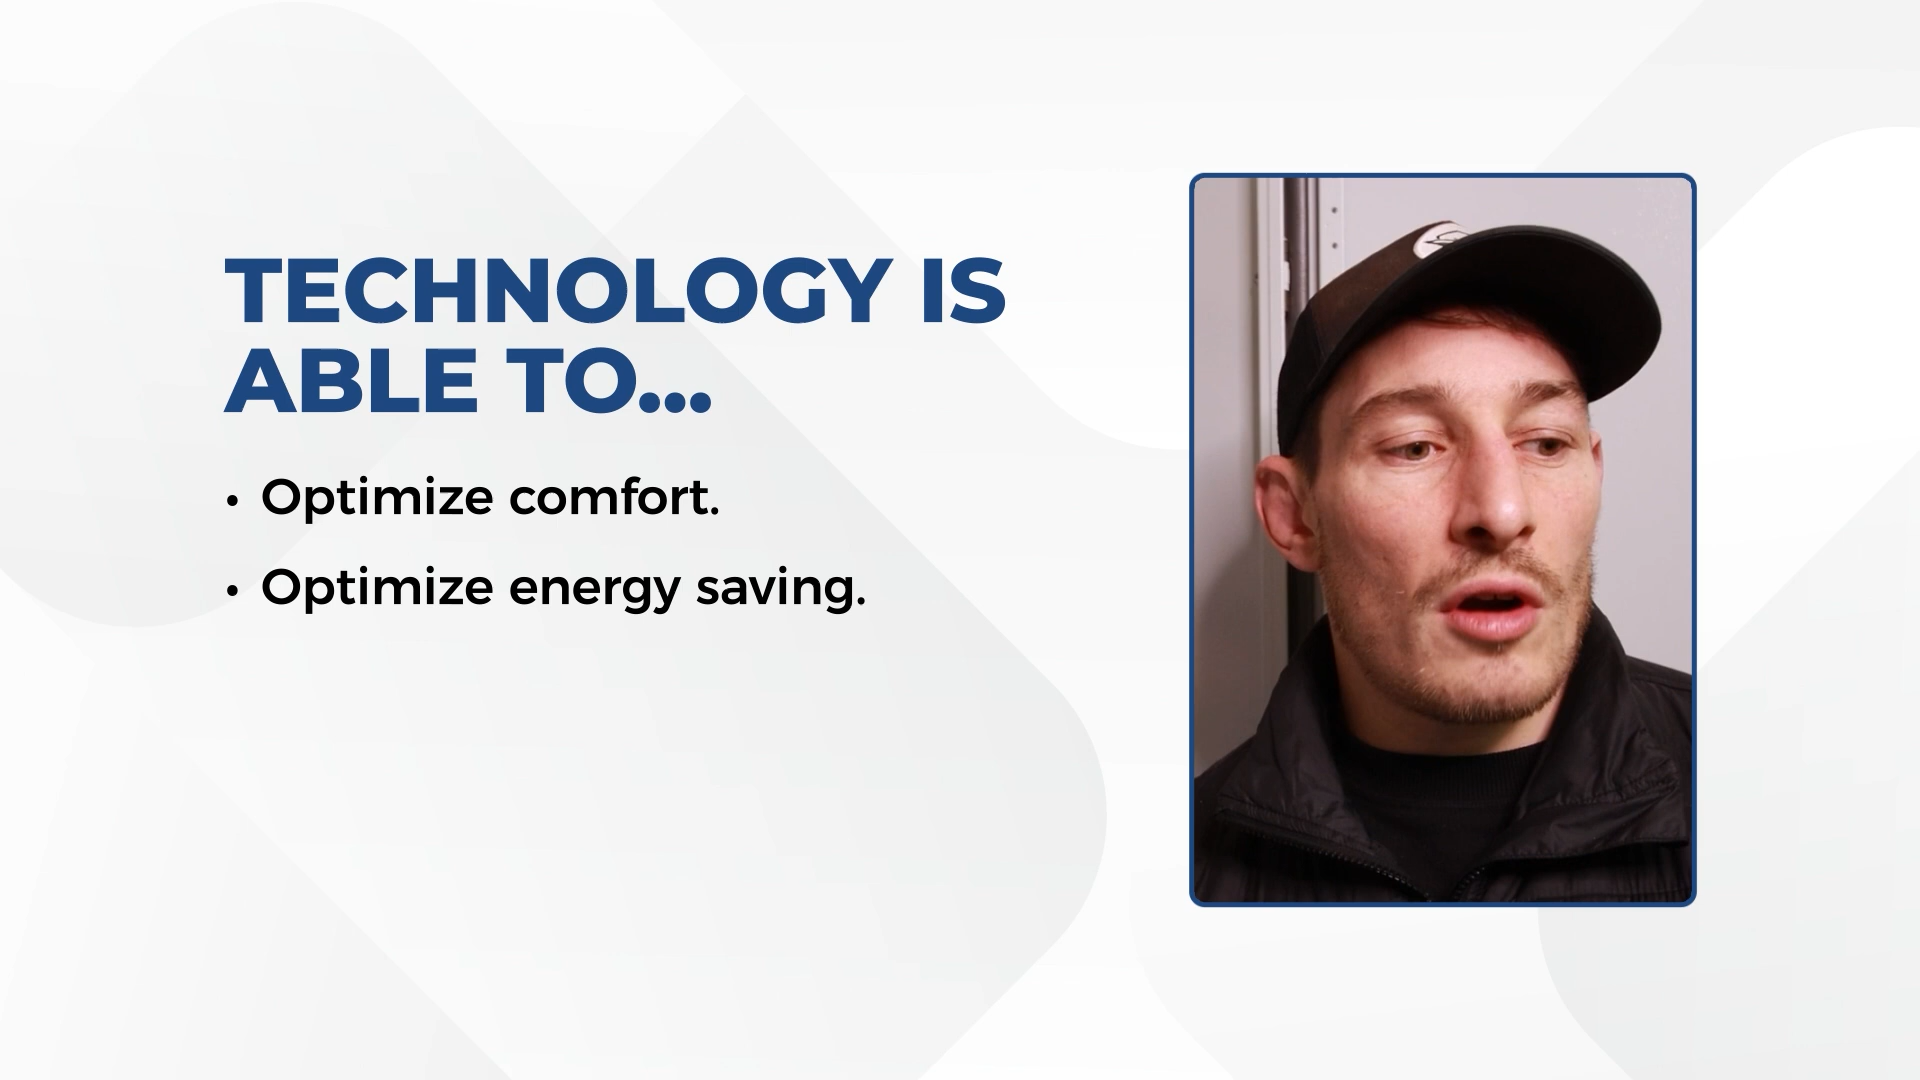 TECHNOLOGY IS
ABLE TO...
• Optimize comfort.
• Optimize energy saving.